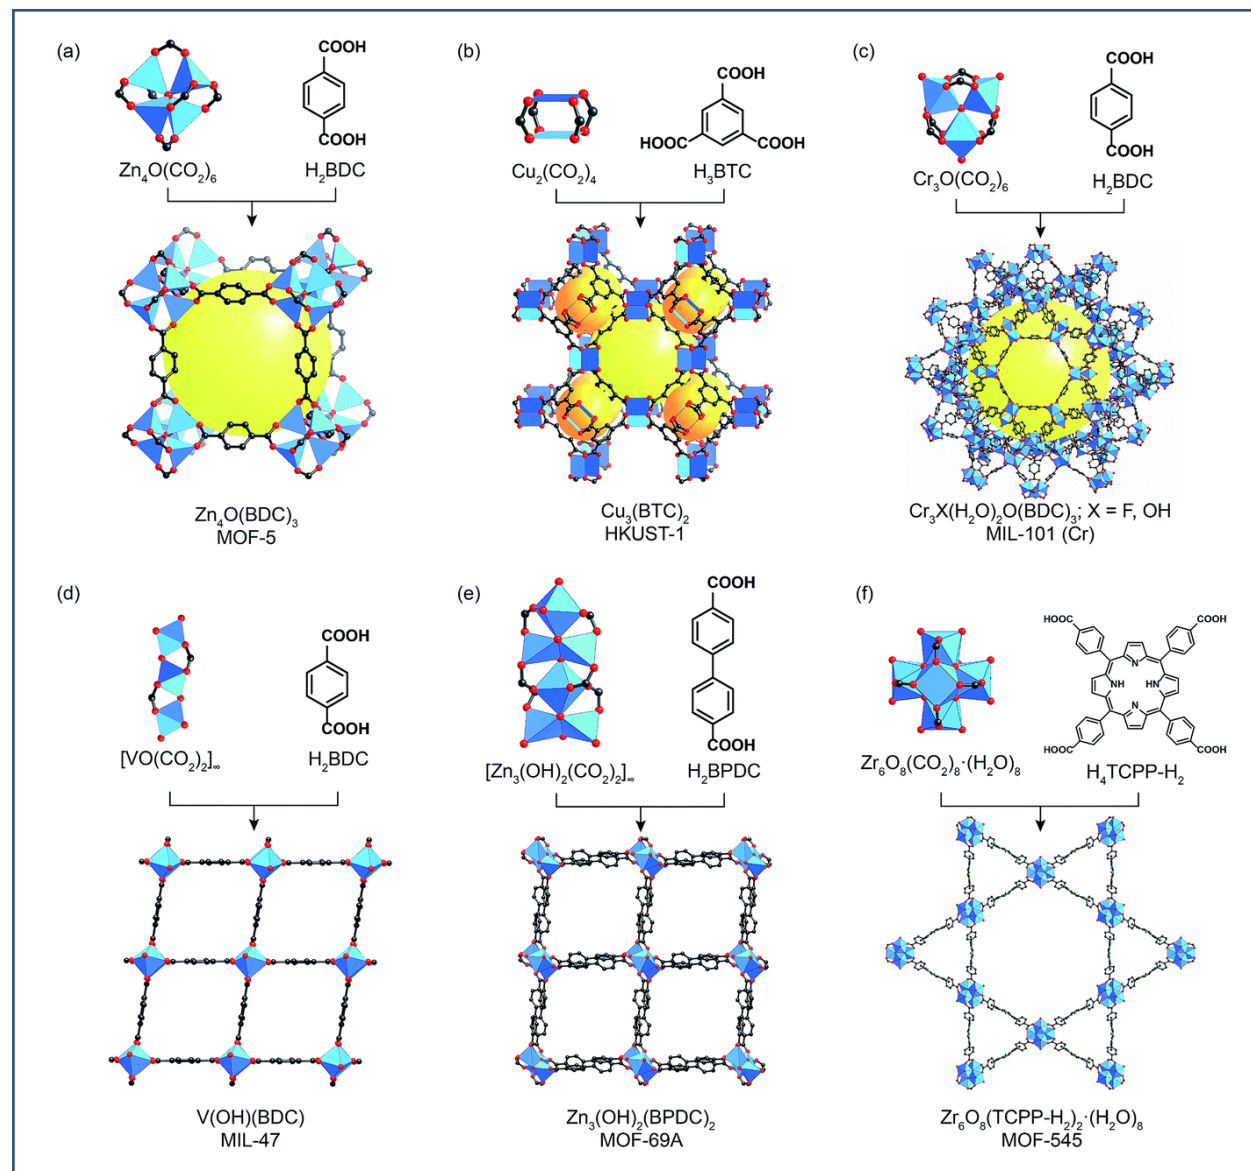 (a)
COOH
COOH
Zn₄O(CO₂)₆
H₂BDC
Zn₄O(BDC)₃
MOF-5
(b)
COOH
HOOC
COOH
Cu₂(CO₂)₄
H₃BTC
Cu₃(BTC)₂
HKUST-1
(c)
COOH
COOH
Cr₃O(CO₂)₆
H₂BDC
Cr₃X(H₂O)₂O(BDC)₃; X = F, OH
MIL-101 (Cr)
(d)
COOH
COOH
[VO(CO₂)₂]∞
H₂BDC
V(OH)(BDC)
MIL-47
(e)
COOH
COOH
[Zn₃(OH)₂(CO₂)₂]∞
H₂BPDC
Zn₃(OH)₂(BPDC)₂
MOF-69A
(f)
HOOC
COOH
N
NH
HN
N
HOOC
COOH
Zr₆O₈(CO₂)₈·(H₂O)₈
H₄TCPP-H₂
Zr₆O₈(TCPP-H₂)₂·(H₂O)₈
MOF-545